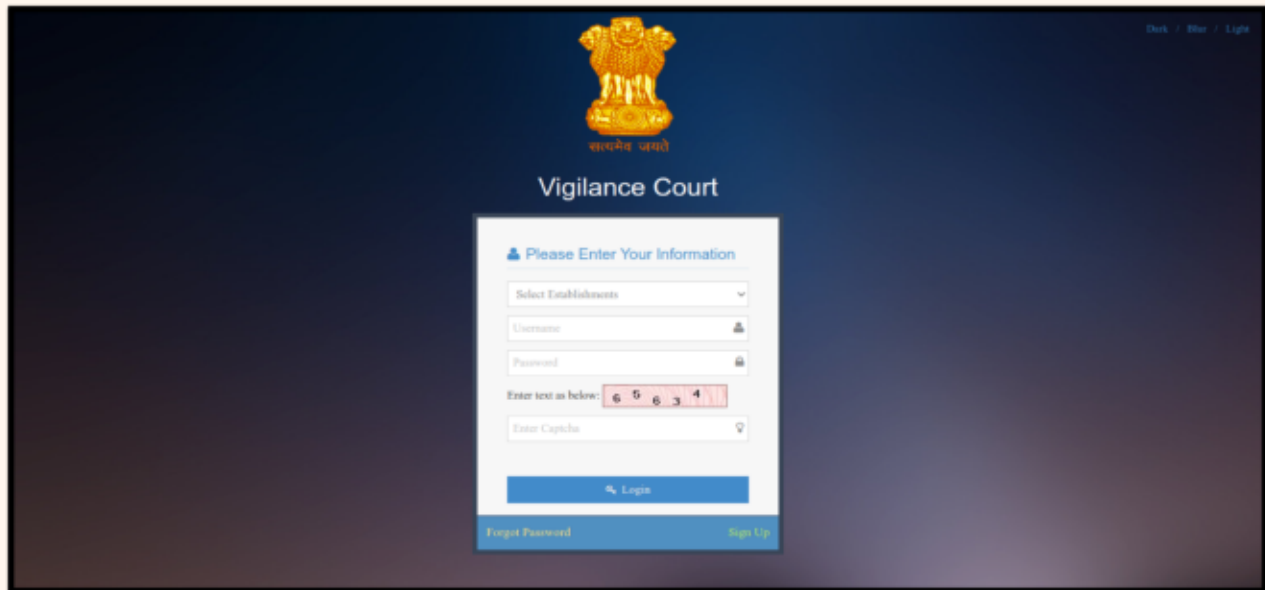 Dark / Blur / Light
सत्यमेव जयते
Vigilance Court
Please Enter Your Information
Select Establishments
Username
Password
Enter text as below: 6 5 6 3 4
Enter Captcha
Login
Forgot Password Sign Up